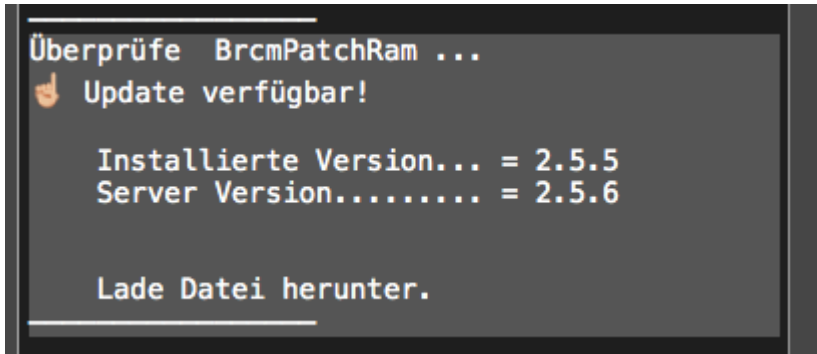 Überprüfe  BrcmPatchRam ...
☝ Update verfügbar!
Installierte Version... = 2.5.5
Server Version......... = 2.5.6
Lade Datei herunter.